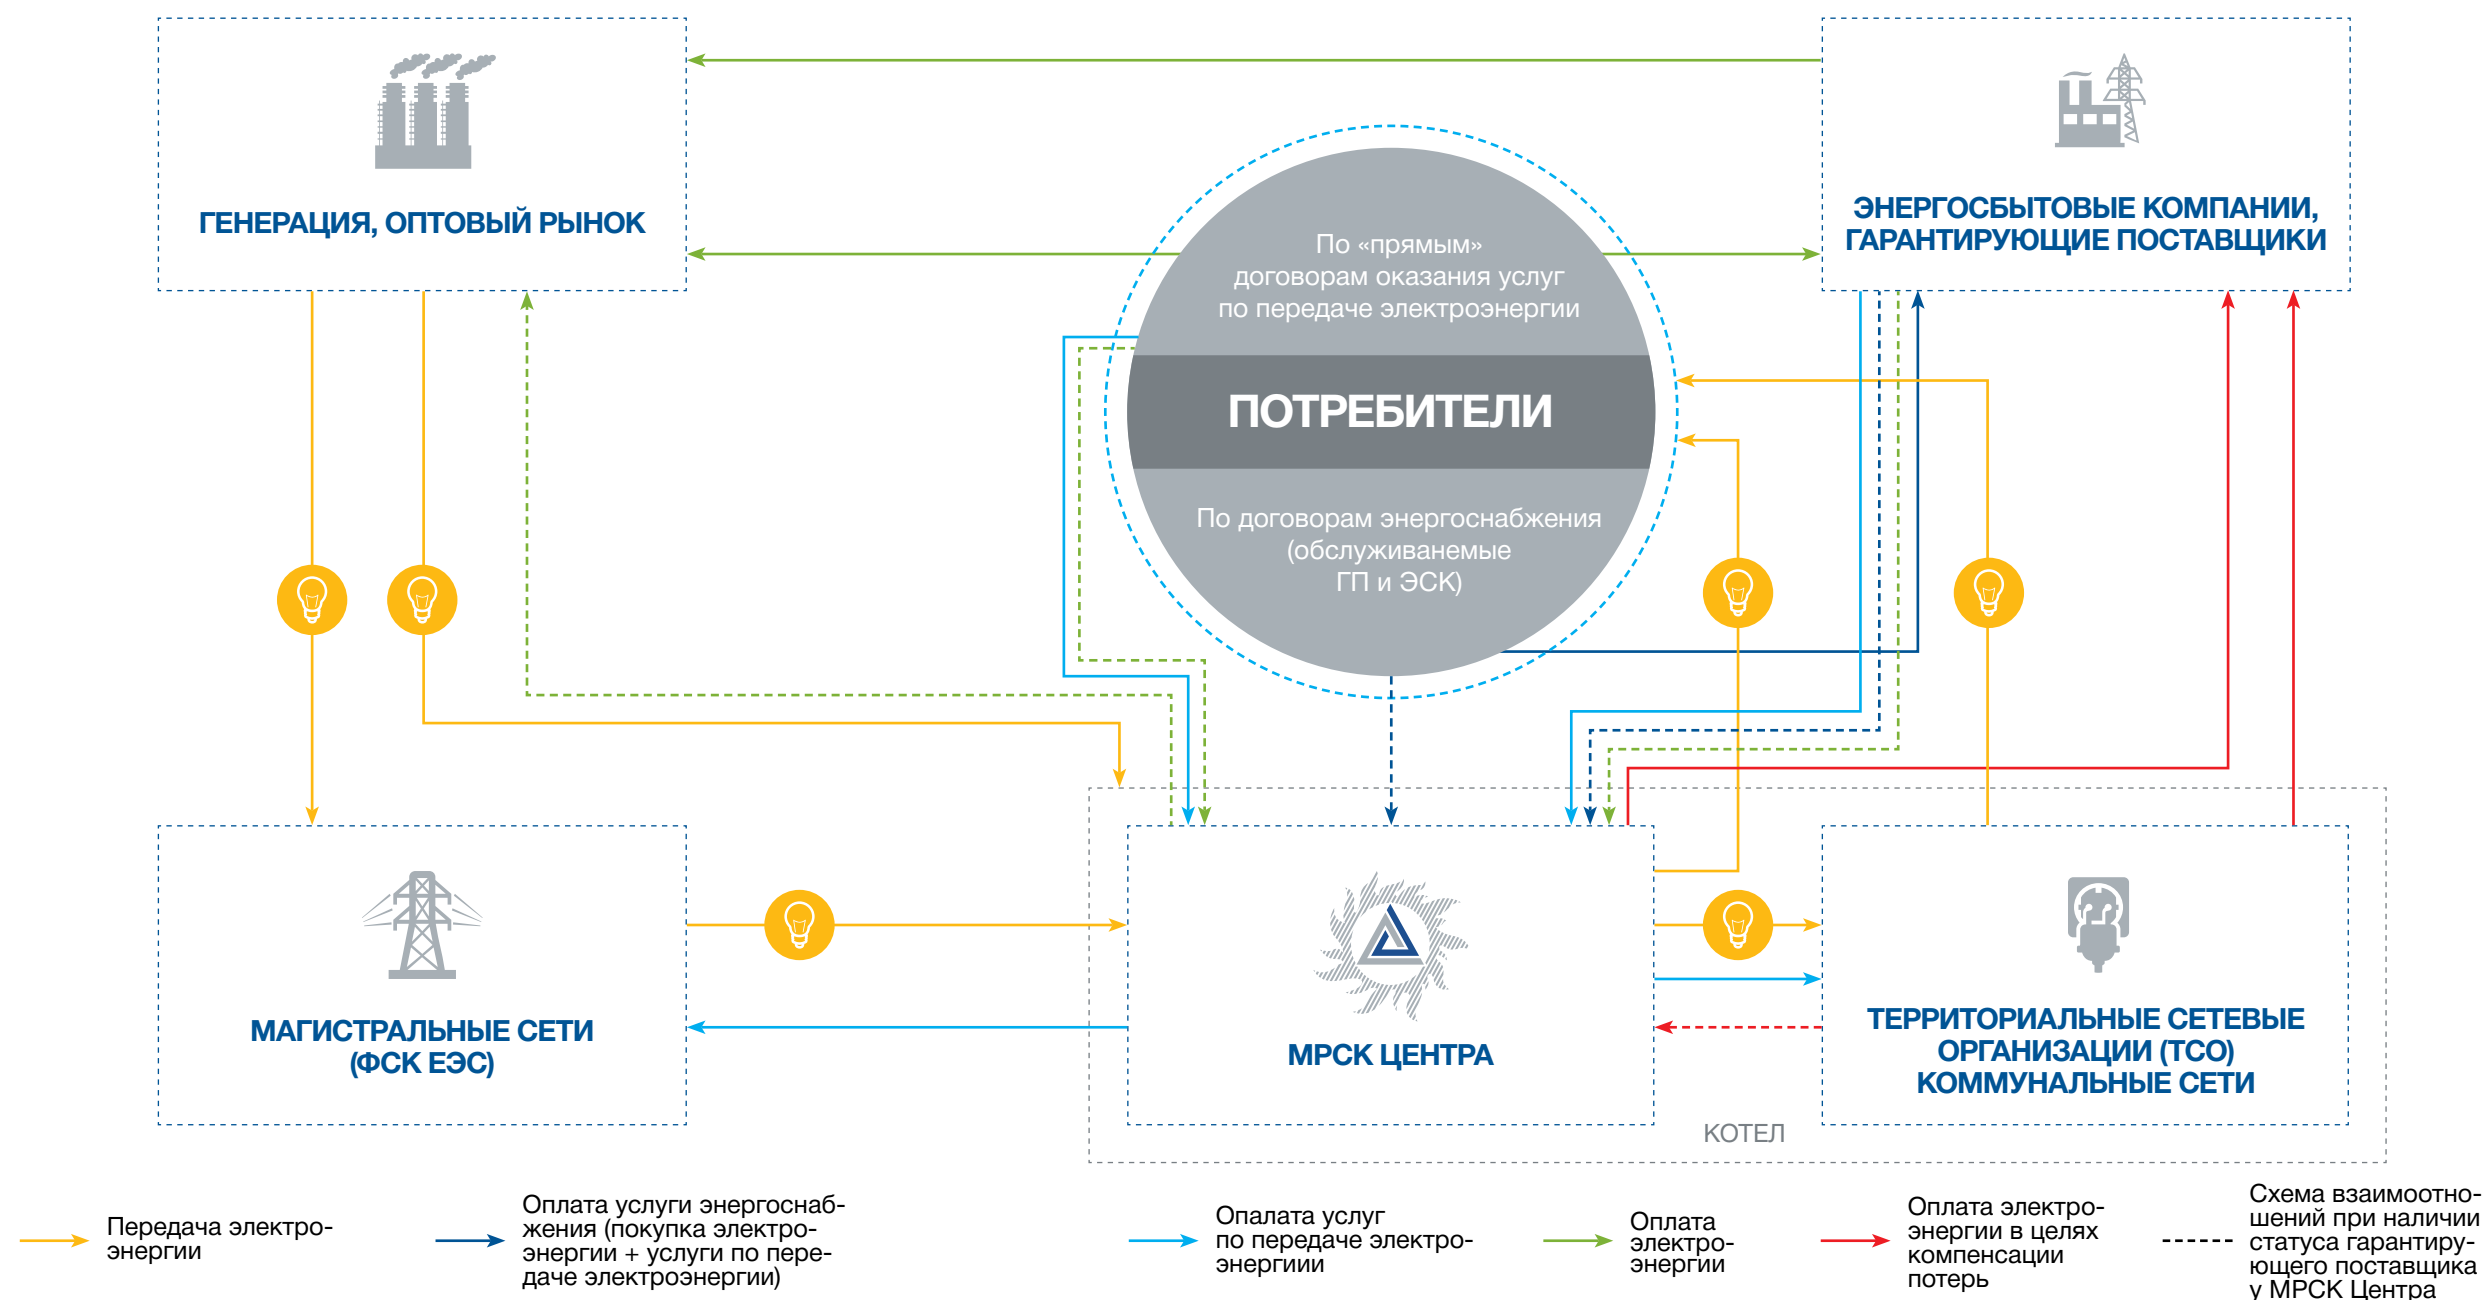 ГЕНЕРАЦИЯ, ОПТОВЫЙ РЫНОК
ЭНЕРГОСБЫТОВЫЕ КОМПАНИИ,
ГАРАНТИРУЮЩИЕ ПОСТАВЩИКИ
По «прямым»
договорам оказания услуг
по передаче электроэнергии
ПОТРЕБИТЕЛИ
По договорам энергоснабжения
(обслуживанемые
ГП и ЭСК)
МАГИСТРАЛЬНЫЕ СЕТИ
(ФСК ЕЭС)
МРСК ЦЕНТРА
ТЕРРИТОРИАЛЬНЫЕ СЕТЕВЫЕ
ОРГАНИЗАЦИИ (ТСО)
КОММУНАЛЬНЫЕ СЕТИ
КОТЕЛ
Передача электро-
энергии
Оплата услуги энергоснаб-
жения (покупка электро-
энергии + услуги по пере-
даче электроэнергии)
Опалата услуг
по передаче электро-
энергиии
Оплата
электро-
энергии
Оплата электро-
энергии в целях
компенсации
потерь
Схема взаимоотно-
шений при наличии
статуса гарантиру-
ющего поставщика
у МРСК Центра